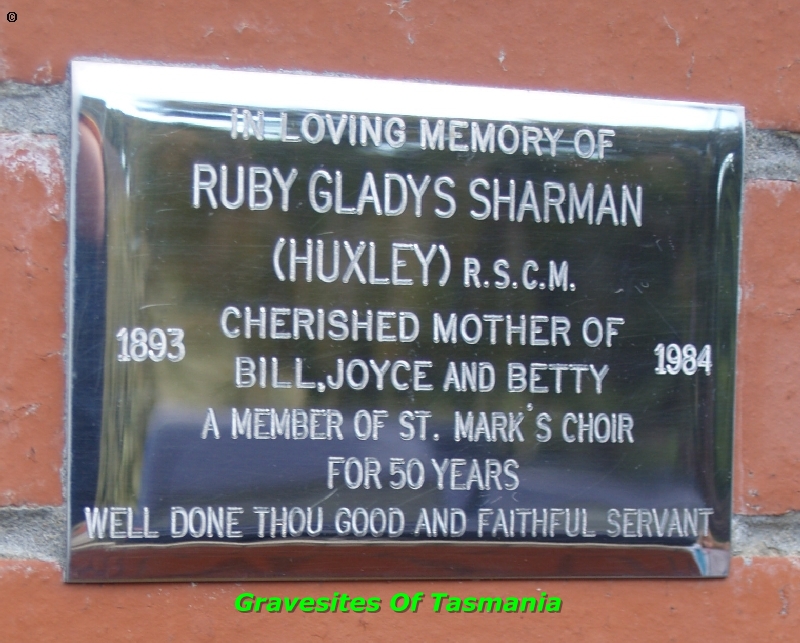 ©
IN LOVING MEMORY OF
RUBY GLADYS SHARMAN
(HUXLEY) R.S.C.M.
CHERISHED MOTHER OF
1893 BILL, JOYCE AND BETTY 1984
A MEMBER OF ST. MARK'S CHOIR
FOR 50 YEARS
WELL DONE THOU GOOD AND FAITHFUL SERVANT
Gravesites Of Tasmania